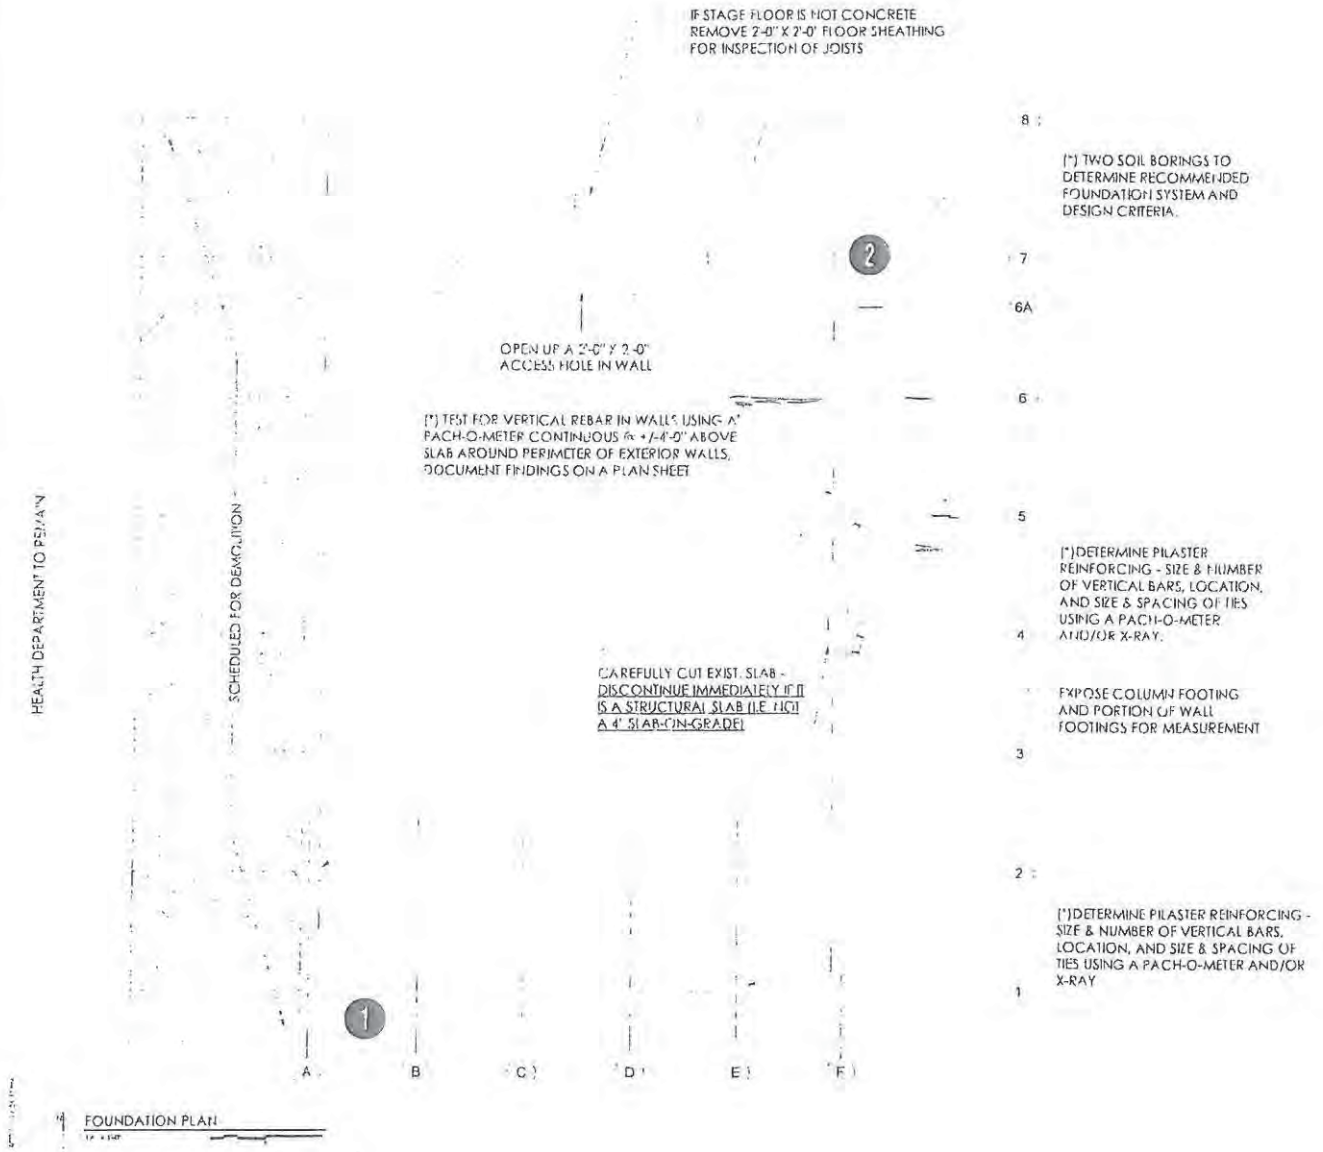 IF STAGE FLOOR IS NOT CONCRETE
REMOVE 2'-0" X 2'-0" FLOOR SHEATHING
FOR INSPECTION OF JOISTS
8
(*) TWO SOIL BORINGS TO
DETERMINE RECOMMENDED
FOUNDATION SYSTEM AND
DESIGN CRITERIA.
2
7
6A
OPEN UP A 2'-0" X 2'-0"
ACCESS HOLE IN WALL
6
(*) TEST FOR VERTICAL REBAR IN WALLS USING A
PACH-O-METER CONTINUOUS @ +/-4'-0" ABOVE
SLAB AROUND PERIMETER OF EXTERIOR WALLS,
DOCUMENT FINDINGS ON A PLAN SHEET
HEALTH DEPARTMENT TO REMAIN
SCHEDULED FOR DEMOLITION
5
(*)DETERMINE PILASTER
REINFORCING - SIZE & NUMBER
OF VERTICAL BARS, LOCATION,
AND SIZE & SPACING OF TIES
USING A PACH-O-METER
AND/OR X-RAY.
4
CAREFULLY CUT EXIST. SLAB -
DISCONTINUE IMMEDIATELY IF IT
IS A STRUCTURAL SLAB (I.E. NOT
A 4" SLAB-ON-GRADE)
EXPOSE COLUMN FOOTING
AND PORTION OF WALL
FOOTINGS FOR MEASUREMENT
3
2
(*)DETERMINE PILASTER REINFORCING -
SIZE & NUMBER OF VERTICAL BARS,
LOCATION, AND SIZE & SPACING OF
TIES USING A PACH-O-METER AND/OR
X-RAY
1
1
A B C D E F
FOUNDATION PLAN